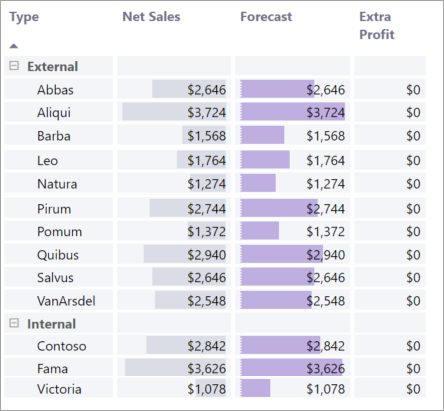 Type Net Sales Forecast Extra Profit
External
Abbas $2,646 $2,646 $0
Aliqui $3,724 $3,724 $0
Barba $1,568 $1,568 $0
Leo $1,764 $1,764 $0
Natura $1,274 $1,274 $0
Pirum $2,744 $2,744 $0
Pomum $1,372 $1,372 $0
Quibus $2,940 $2,940 $0
Salvus $2,646 $2,646 $0
VanArsdel $2,548 $2,548 $0
Internal
Contoso $2,842 $2,842 $0
Fama $3,626 $3,626 $0
Victoria $1,078 $1,078 $0